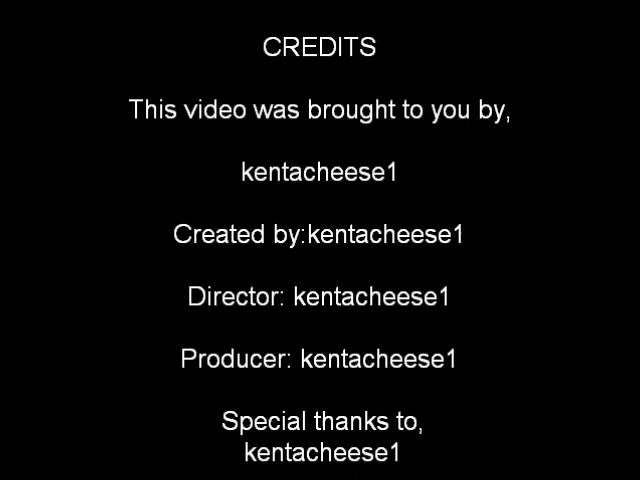 CREDITS
This video was brought to you by,
kentacheese1
Created by:kentacheese1
Director: kentacheese1
Producer: kentacheese1
Special thanks to,
kentacheese1